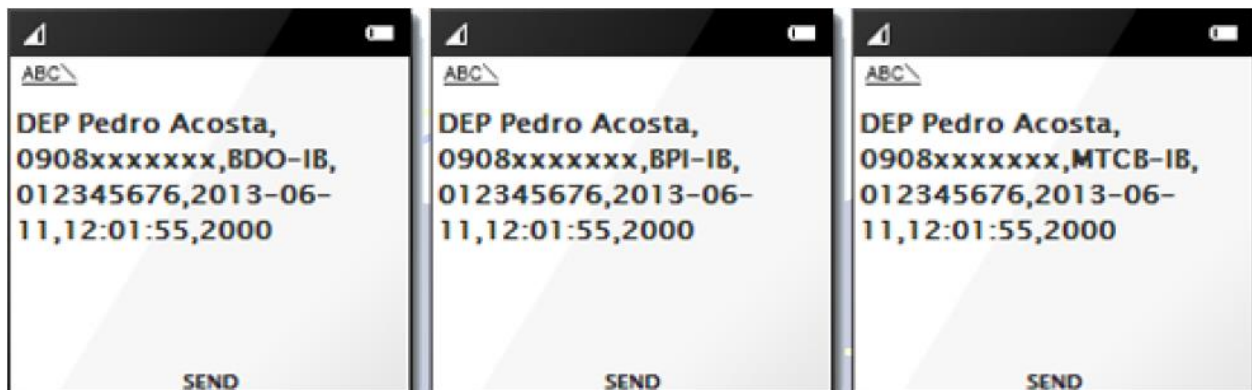 ABC
DEP Pedro Acosta,
0908xxxxxxx,BDO-IB,
012345676,2013-06-
11,12:01:55,2000
SEND
ABC
DEP Pedro Acosta,
0908xxxxxxx,BPI-IB,
012345676,2013-06-
11,12:01:55,2000
SEND
ABC
DEP Pedro Acosta,
0908xxxxxxx,MTCB-IB,
012345676,2013-06-
11,12:01:55,2000
SEND